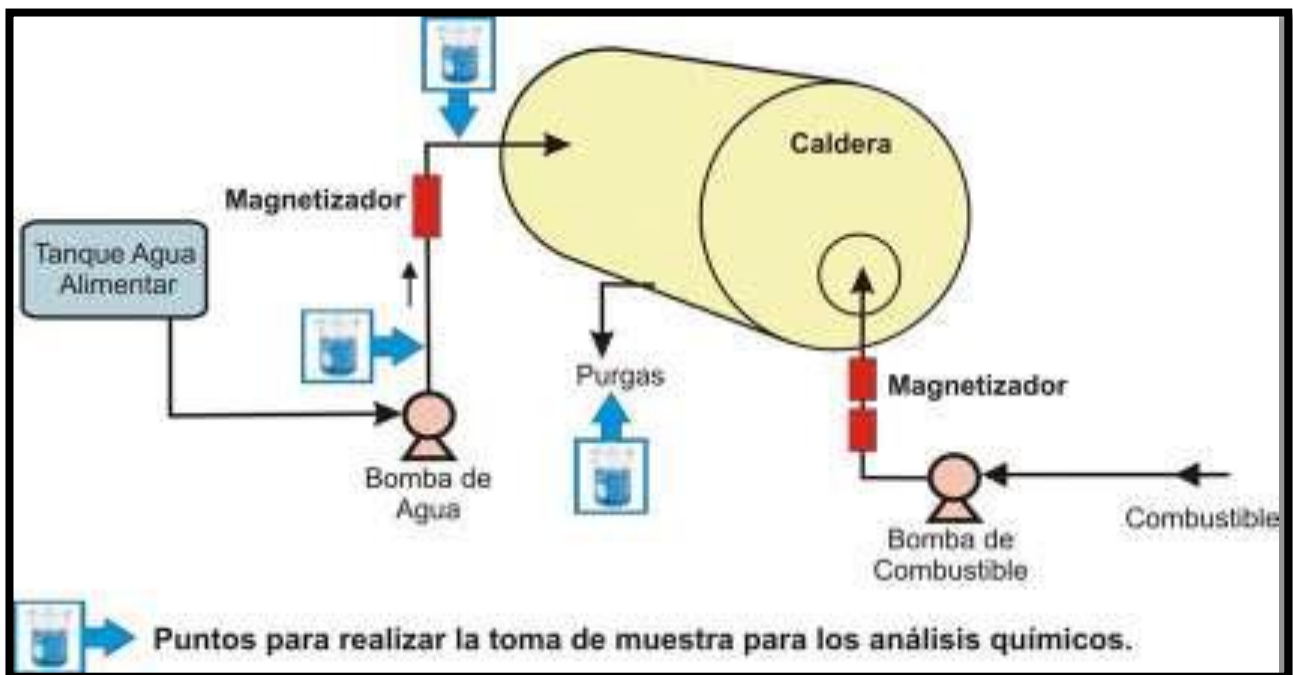 Caldera
Magnetizador
Tanque Agua
Alimentar
Purgas
Magnetizador
Bomba de
Agua
Combustible
Bomba de
Combustible
Puntos para realizar la toma de muestra para los análisis químicos.